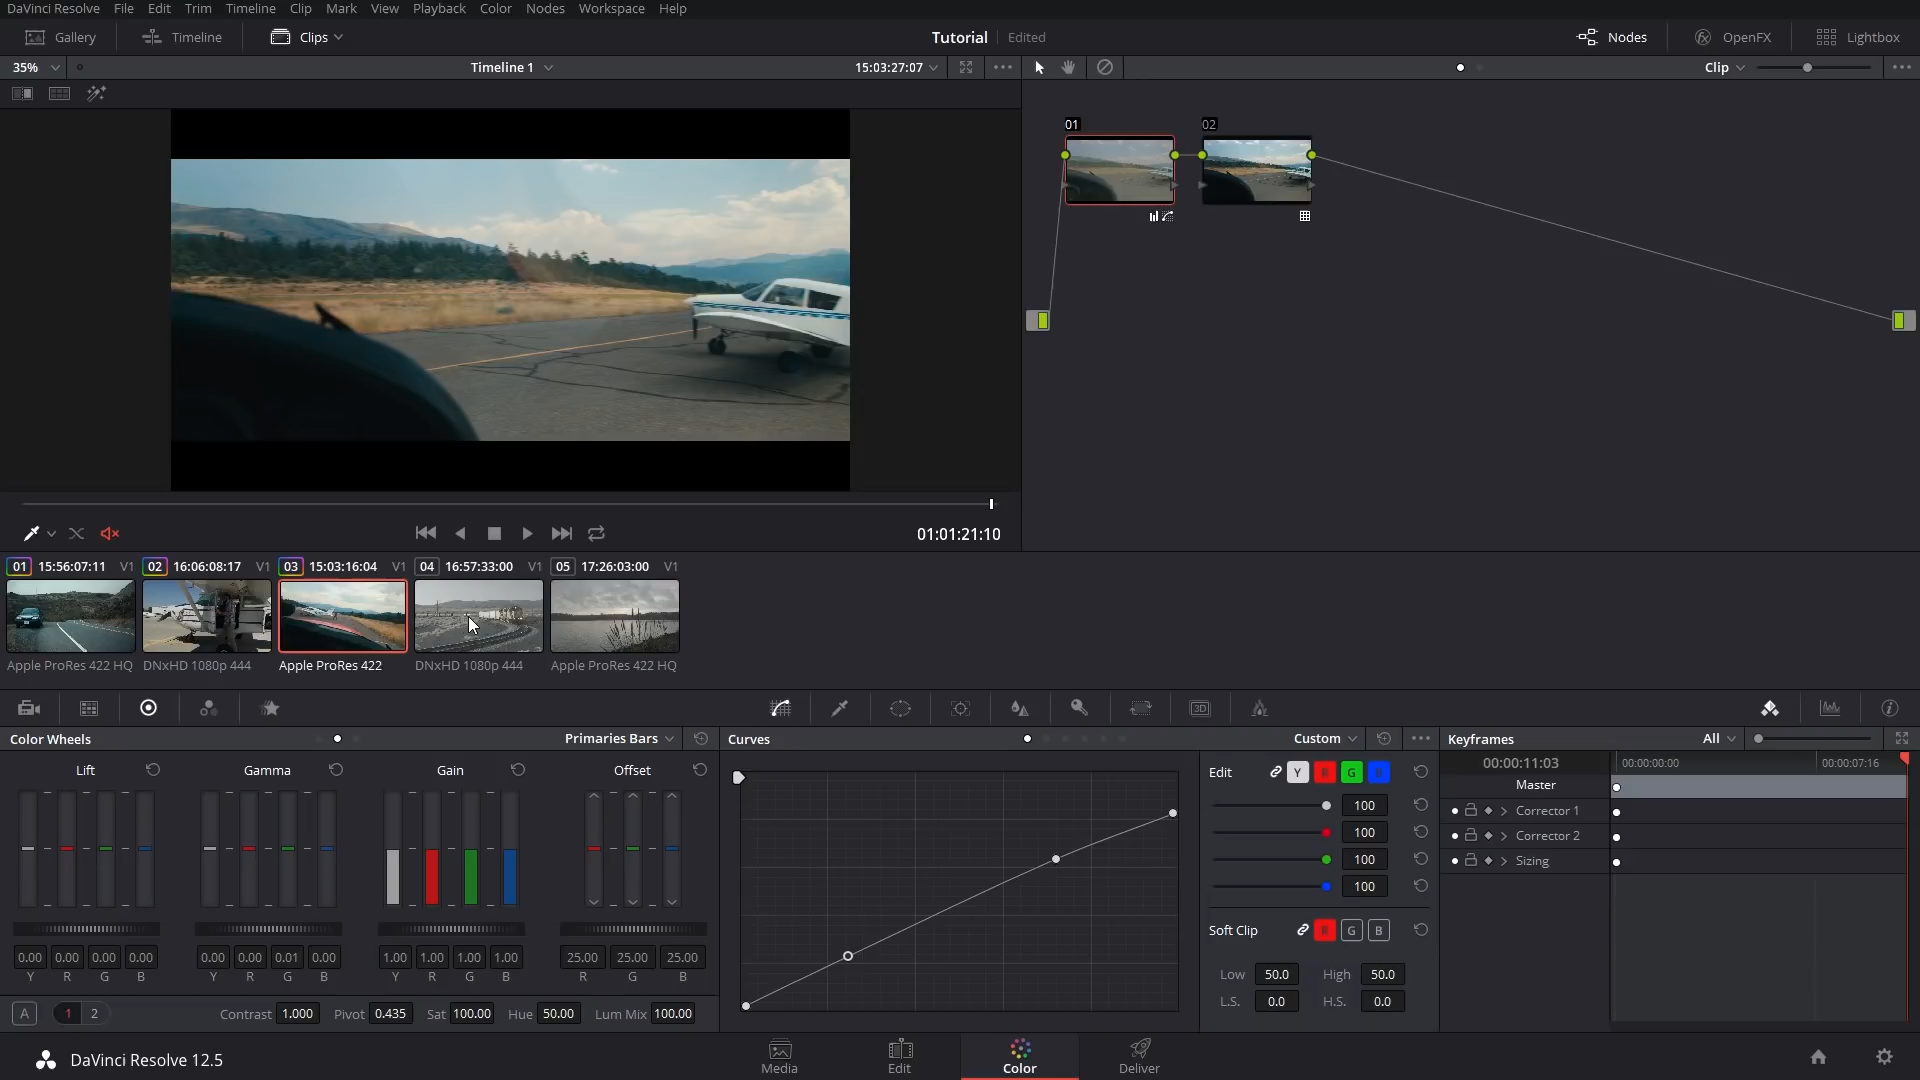 DaVinci Resolve File Edit Trim Timeline Clip Mark View Playback Color Nodes Workspace Help
Gallery Timeline Clips Tutorial Edited Nodes OpenFX Lightbox
35% Timeline 1 15:03:27:07 Clip
01 02
01:01:21:10
01 15:56:07:11 V1 02 16:06:08:17 V1 03 15:03:16:04 V1 04 16:57:33:00 V1 05 17:26:03:00 V1
Apple ProRes 422 HQ DNxHD 1080p 444 Apple ProRes 422 DNxHD 1080p 444 Apple ProRes 422 HQ
3D
Color Wheels Primaries Bars Curves Custom Keyframes All
Lift Gamma Gain Offset Edit Y R G B 00:00:11:03 00:00:00:00 00:00:07:16
Master
100 Corrector 1
100 Corrector 2
100 Sizing
100
Soft Clip R G B
0.00 0.00 0.00 0.00 0.00 0.00 0.01 0.00 1.00 1.00 1.00 1.00 25.00 25.00 25.00
Y R G B Y R G B Y R G B R G B
Low 50.0 High 50.0
L.S. 0.0 H.S. 0.0
A 1 2 Contrast 1.000 Pivot 0.435 Sat 100.00 Hue 50.00 Lum Mix 100.00
DaVinci Resolve 12.5 Media Edit Color Deliver